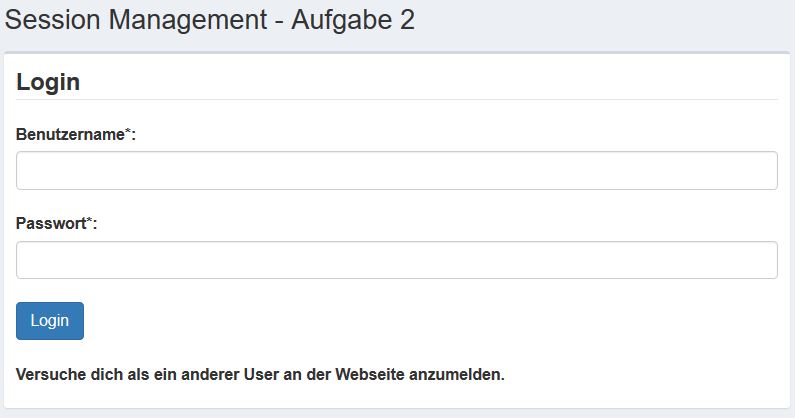 Session Management - Aufgabe 2
Login
Benutzername*:
Passwort*:
Login
Versuche dich als ein anderer User an der Webseite anzumelden.